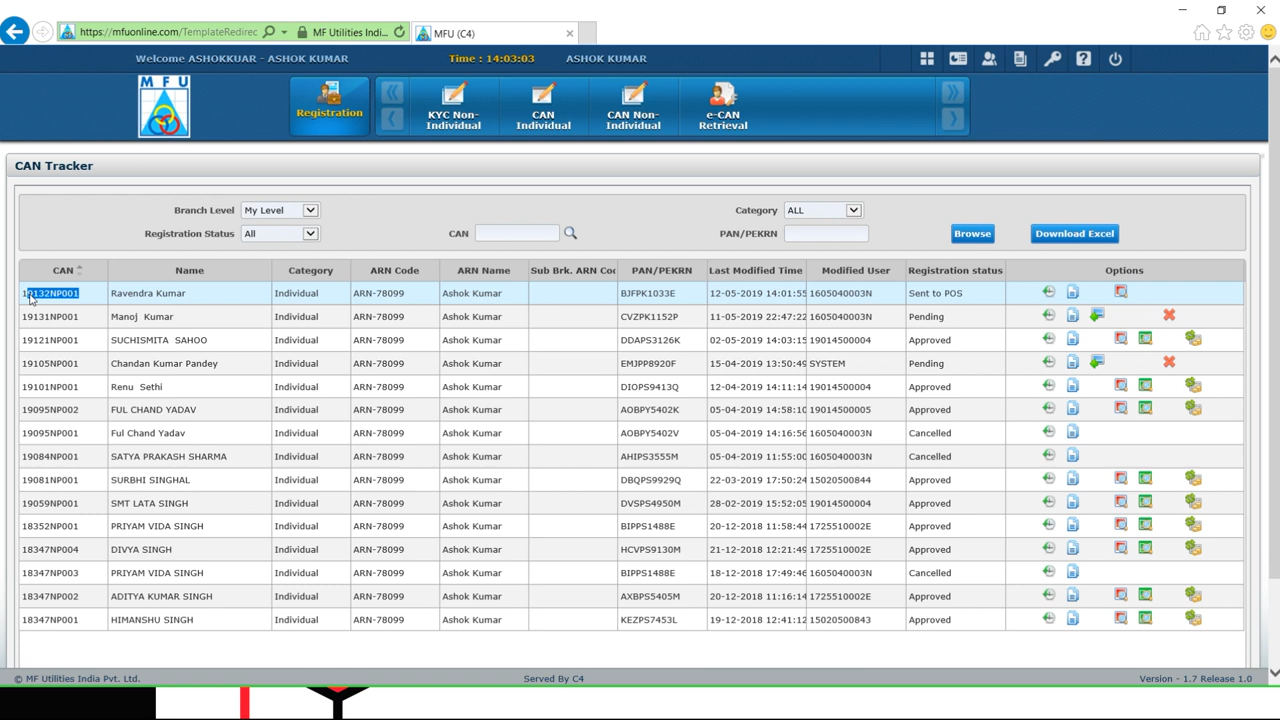 https://mfuonline.com/TemplateRedirec
MF Utilities Indi...
MFU (C4)
Welcome ASHOKKUAR - ASHOK KUMAR
Time : 14:03:03
ASHOK KUMAR
MFU
Registration
KYC Non-Individual
CAN Individual
CAN Non-Individual
e-CAN Retrieval
CAN Tracker
Branch Level My Level Category ALL
Registration Status All CAN PAN/PEKRN Browse Download Excel
CAN Name Category ARN Code ARN Name Sub Brk. ARN Coc PAN/PEKRN Last Modified Time Modified User Registration status Options
19132NP001 Ravendra Kumar Individual ARN-78099 Ashok Kumar BJFPK1033E 12-05-2019 14:01:55 1605040003N Sent to POS
19131NP001 Manoj Kumar Individual ARN-78099 Ashok Kumar CVZPK1152P 11-05-2019 22:47:22 1605040003N Pending
19121NP001 SUCHISMITA SAHOO Individual ARN-78099 Ashok Kumar DDAPS3126K 02-05-2019 14:03:15 19014500004 Approved
19105NP001 Chandan Kumar Pandey Individual ARN-78099 Ashok Kumar EMJPP8920F 15-04-2019 13:50:49 SYSTEM Pending
19101NP001 Renu Sethi Individual ARN-78099 Ashok Kumar DIOPS9413Q 12-04-2019 14:11:14 19014500004 Approved
19095NP002 FUL CHAND YADAV Individual ARN-78099 Ashok Kumar AOBPY5402K 05-04-2019 14:58:10 19014500005 Approved
19095NP001 Ful Chand Yadav Individual ARN-78099 Ashok Kumar AOBPY5402V 05-04-2019 14:16:56 1605040003N Cancelled
19084NP001 SATYA PRAKASH SHARMA Individual ARN-78099 Ashok Kumar AHIPS3555M 05-04-2019 11:55:00 1605040003N Cancelled
19081NP001 SURBHI SINGHAL Individual ARN-78099 Ashok Kumar DBQPS9929Q 22-03-2019 17:50:24 15020500844 Approved
19059NP001 SMT LATA SINGH Individual ARN-78099 Ashok Kumar DVSPS4950M 28-02-2019 15:52:05 19014500004 Approved
18352NP001 PRIYAM VIDA SINGH Individual ARN-78099 Ashok Kumar BIPPS1488E 20-12-2018 11:58:44 1725510002E Approved
18347NP004 DIVYA SINGH Individual ARN-78099 Ashok Kumar HCVPS9130M 21-12-2018 12:21:49 1725510002E Approved
18347NP003 PRIYAM VIDA SINGH Individual ARN-78099 Ashok Kumar BIPPS1488E 18-12-2018 17:49:46 1605040003N Cancelled
18347NP002 ADITYA KUMAR SINGH Individual ARN-78099 Ashok Kumar AXBPS5405M 20-12-2018 11:16:14 1725510002E Approved
18347NP001 HIMANSHU SINGH Individual ARN-78099 Ashok Kumar KEZPS7453L 19-12-2018 12:41:12 15020500843 Approved
© MF Utilities India Pvt. Ltd.
Served By C4
Version - 1.7 Release 1.0